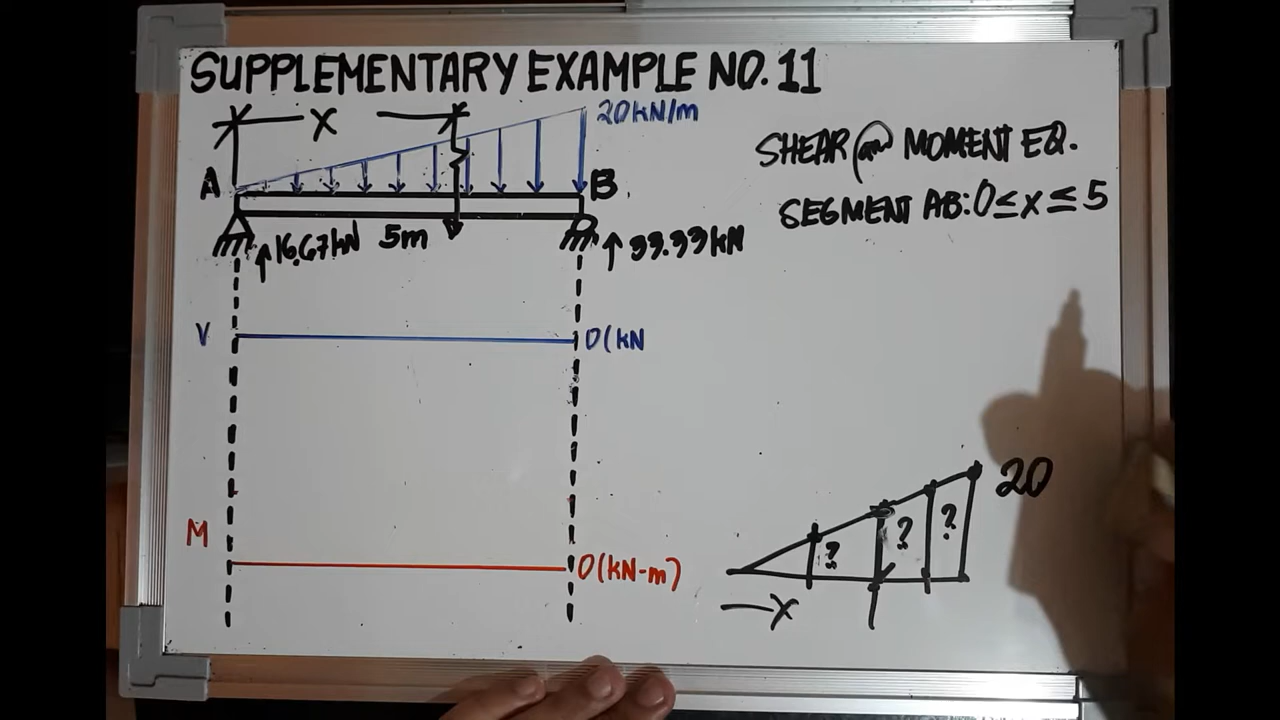 SUPPLEMENTARY EXAMPLE NO. 11
X
20kN/m
A
B
16.67kN
5m
33.33kN
SHEAR and MOMENT EQ.
SEGMENT AB: 0≤x≤5
V
0(kN
M
0(kN-m)
20
?
?
?
X